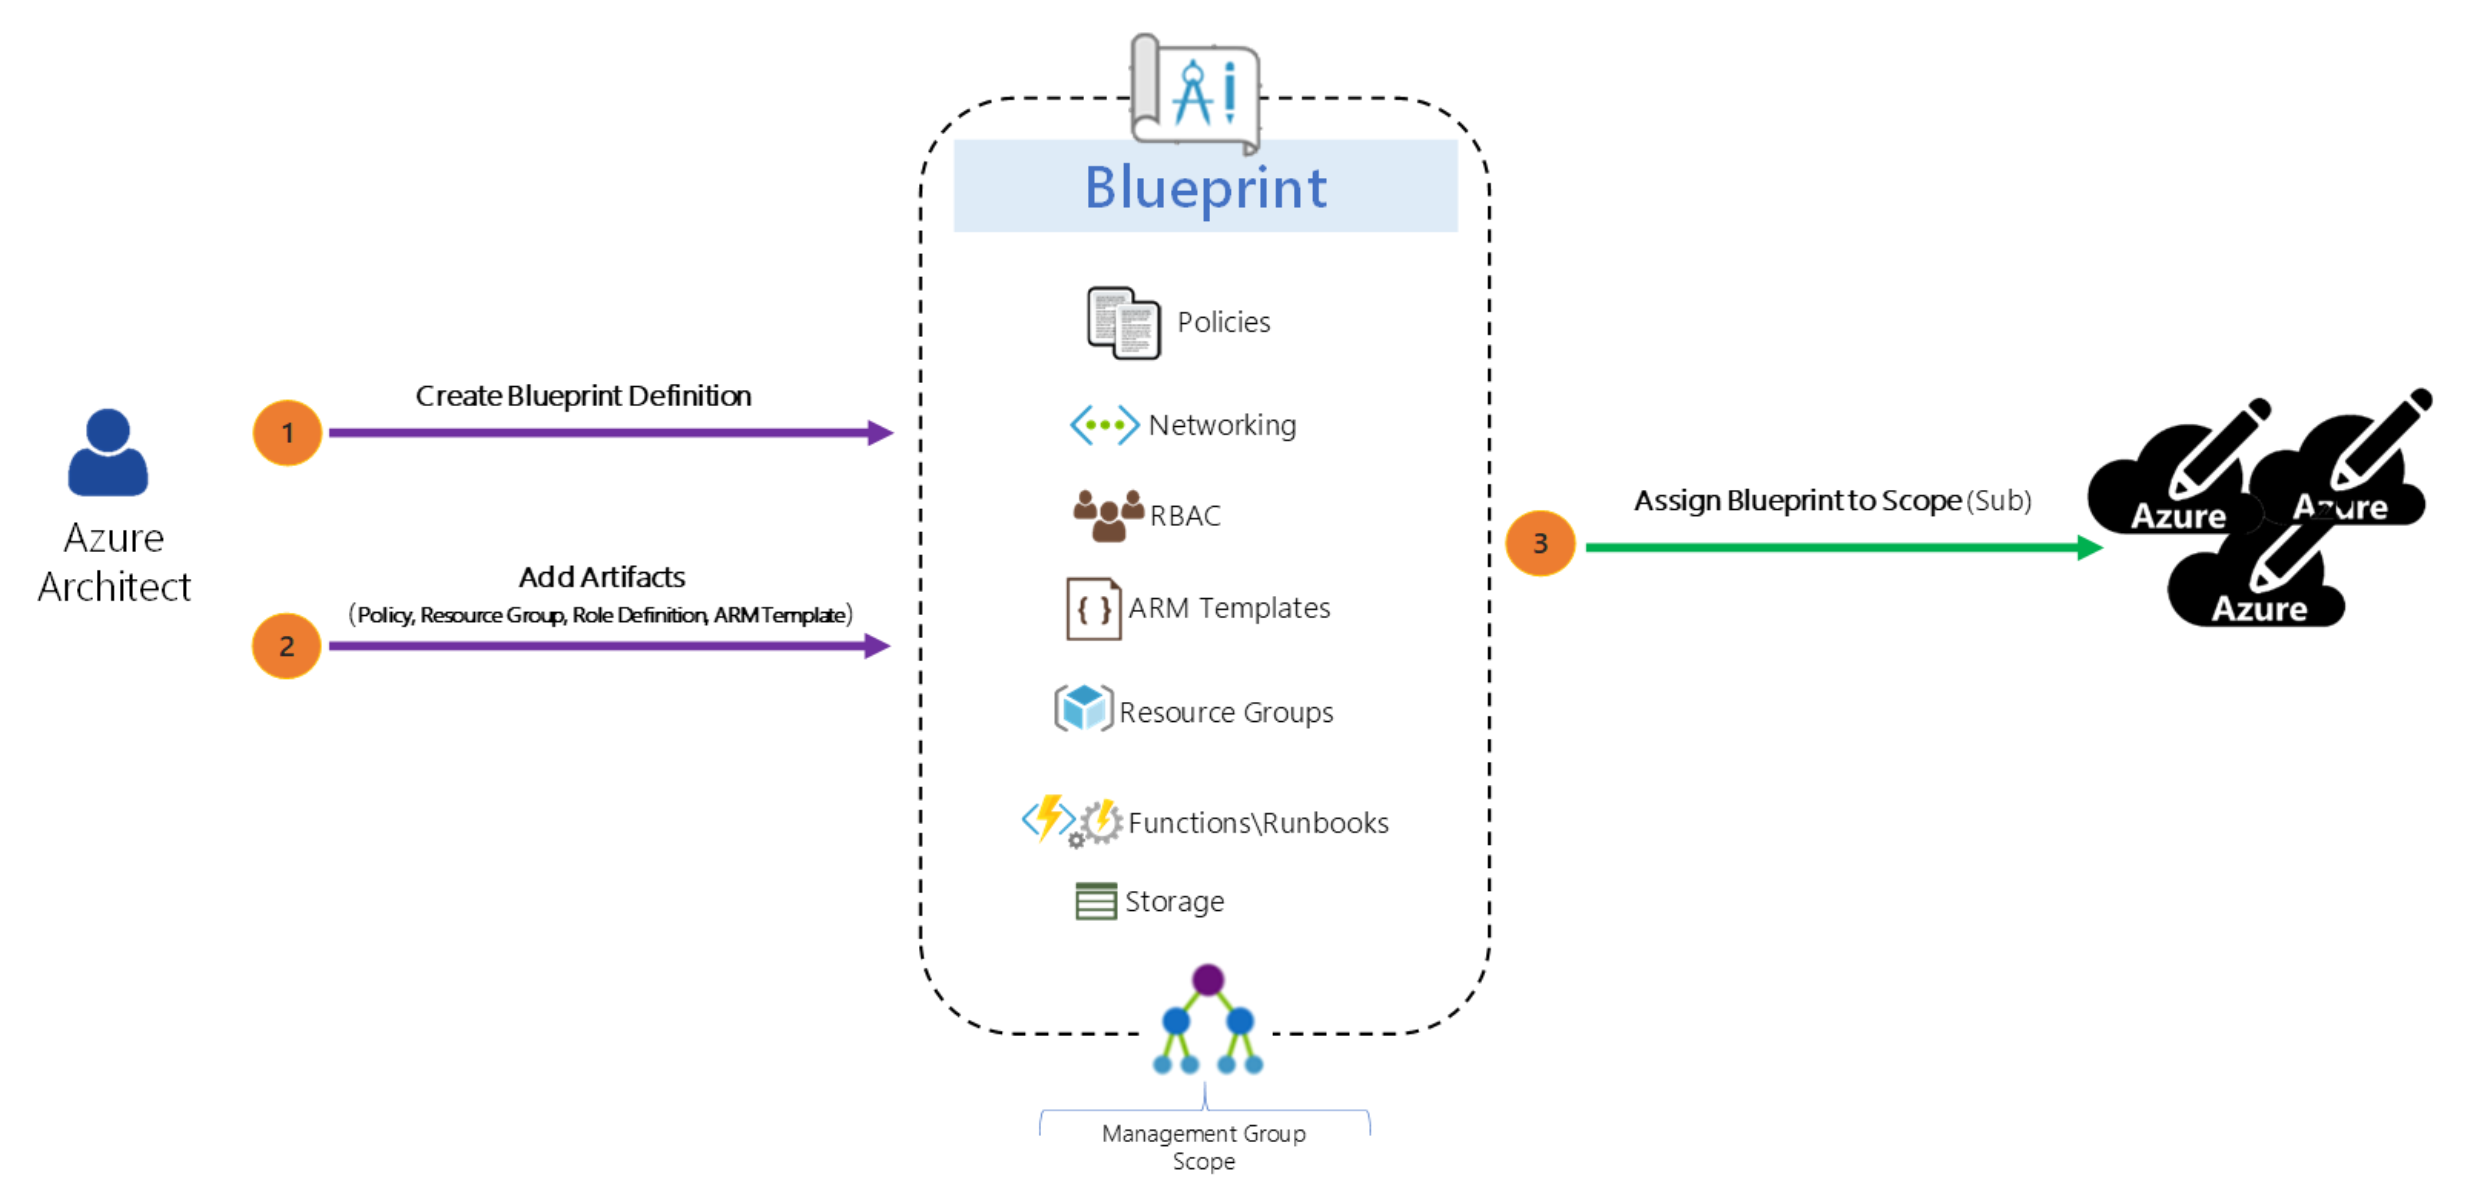 Blueprint
Policies
Networking
RBAC
ARM Templates
Resource Groups
Functions\Runbooks
Storage
Management Group
Scope
Azure
Architect
1
Create Blueprint Definition
2
Add Artifacts
(Policy, Resource Group, Role Definition, ARM Template)
3
Assign Blueprint to Scope (Sub)
Azure
Azure
Azure